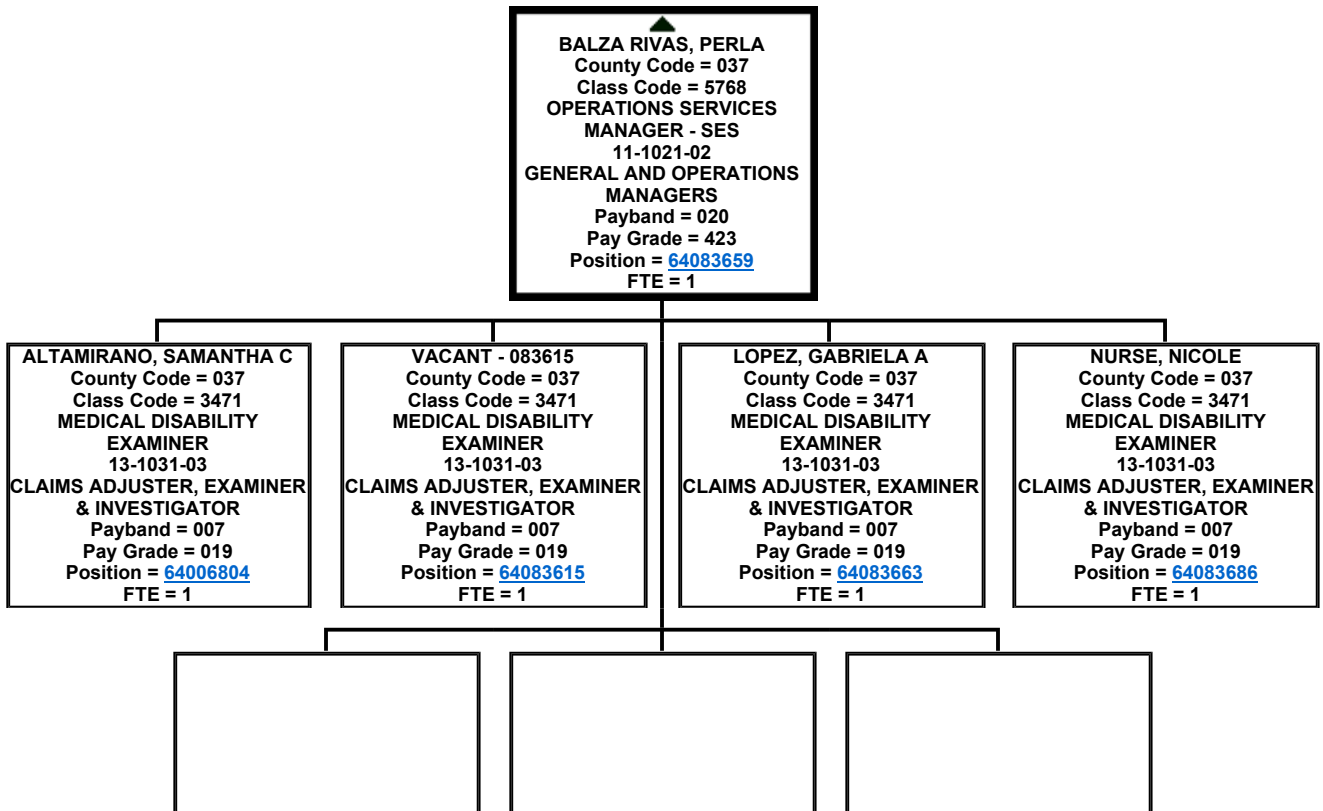 BALZA RIVAS, PERLA
County Code = 037
Class Code = 5768
OPERATIONS SERVICES
MANAGER - SES
11-1021-02
GENERAL AND OPERATIONS
MANAGERS
Payband = 020
Pay Grade = 423
Position = 64083659
FTE = 1
ALTAMIRANO, SAMANTHA C
County Code = 037
Class Code = 3471
MEDICAL DISABILITY
EXAMINER
13-1031-03
CLAIMS ADJUSTER, EXAMINER
& INVESTIGATOR
Payband = 007
Pay Grade = 019
Position = 64006804
FTE = 1
VACANT - 083615
County Code = 037
Class Code = 3471
MEDICAL DISABILITY
EXAMINER
13-1031-03
CLAIMS ADJUSTER, EXAMINER
& INVESTIGATOR
Payband = 007
Pay Grade = 019
Position = 64083615
FTE = 1
LOPEZ, GABRIELA A
County Code = 037
Class Code = 3471
MEDICAL DISABILITY
EXAMINER
13-1031-03
CLAIMS ADJUSTER, EXAMINER
& INVESTIGATOR
Payband = 007
Pay Grade = 019
Position = 64083663
FTE = 1
NURSE, NICOLE
County Code = 037
Class Code = 3471
MEDICAL DISABILITY
EXAMINER
13-1031-03
CLAIMS ADJUSTER, EXAMINER
& INVESTIGATOR
Payband = 007
Pay Grade = 019
Position = 64083686
FTE = 1